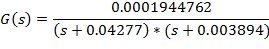 G(s) = 0.0001944762 / (s + 0.04277) * (s + 0.003894)